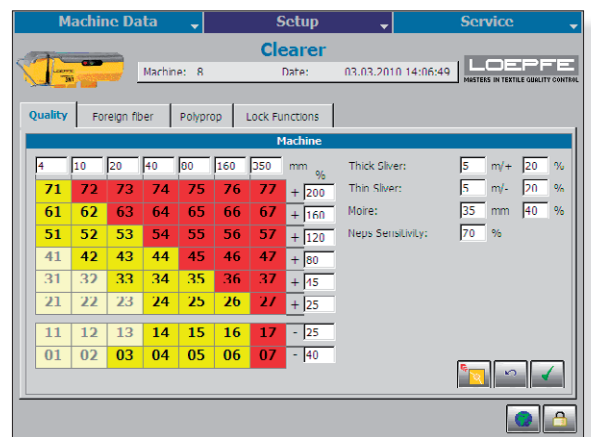 Machine Data Setup Service
Clearer
Machine: 8 Date: 03.03.2010 14:06:49
LOEPFE
MASTERS IN TEXTILE QUALITY CONTROL
Quality Foreign fiber Polyprop Lock Functions
Machine
4 10 20 40 80 160 350 mm % Thick Sliver: 5 m/+ 20 %
71 72 73 74 75 76 77 + 200 Thin Sliver: 5 m/- 20 %
61 62 63 64 65 66 67 + 160 Moire: 35 mm 40 %
51 52 53 54 55 56 57 + 120 Neps Sensitivity: 70 %
41 42 43 44 45 46 47 + 80
31 32 33 34 35 36 37 + 45
21 22 23 24 25 26 27 + 25
11 12 13 14 15 16 17 - 25
01 02 03 04 05 06 07 - 40